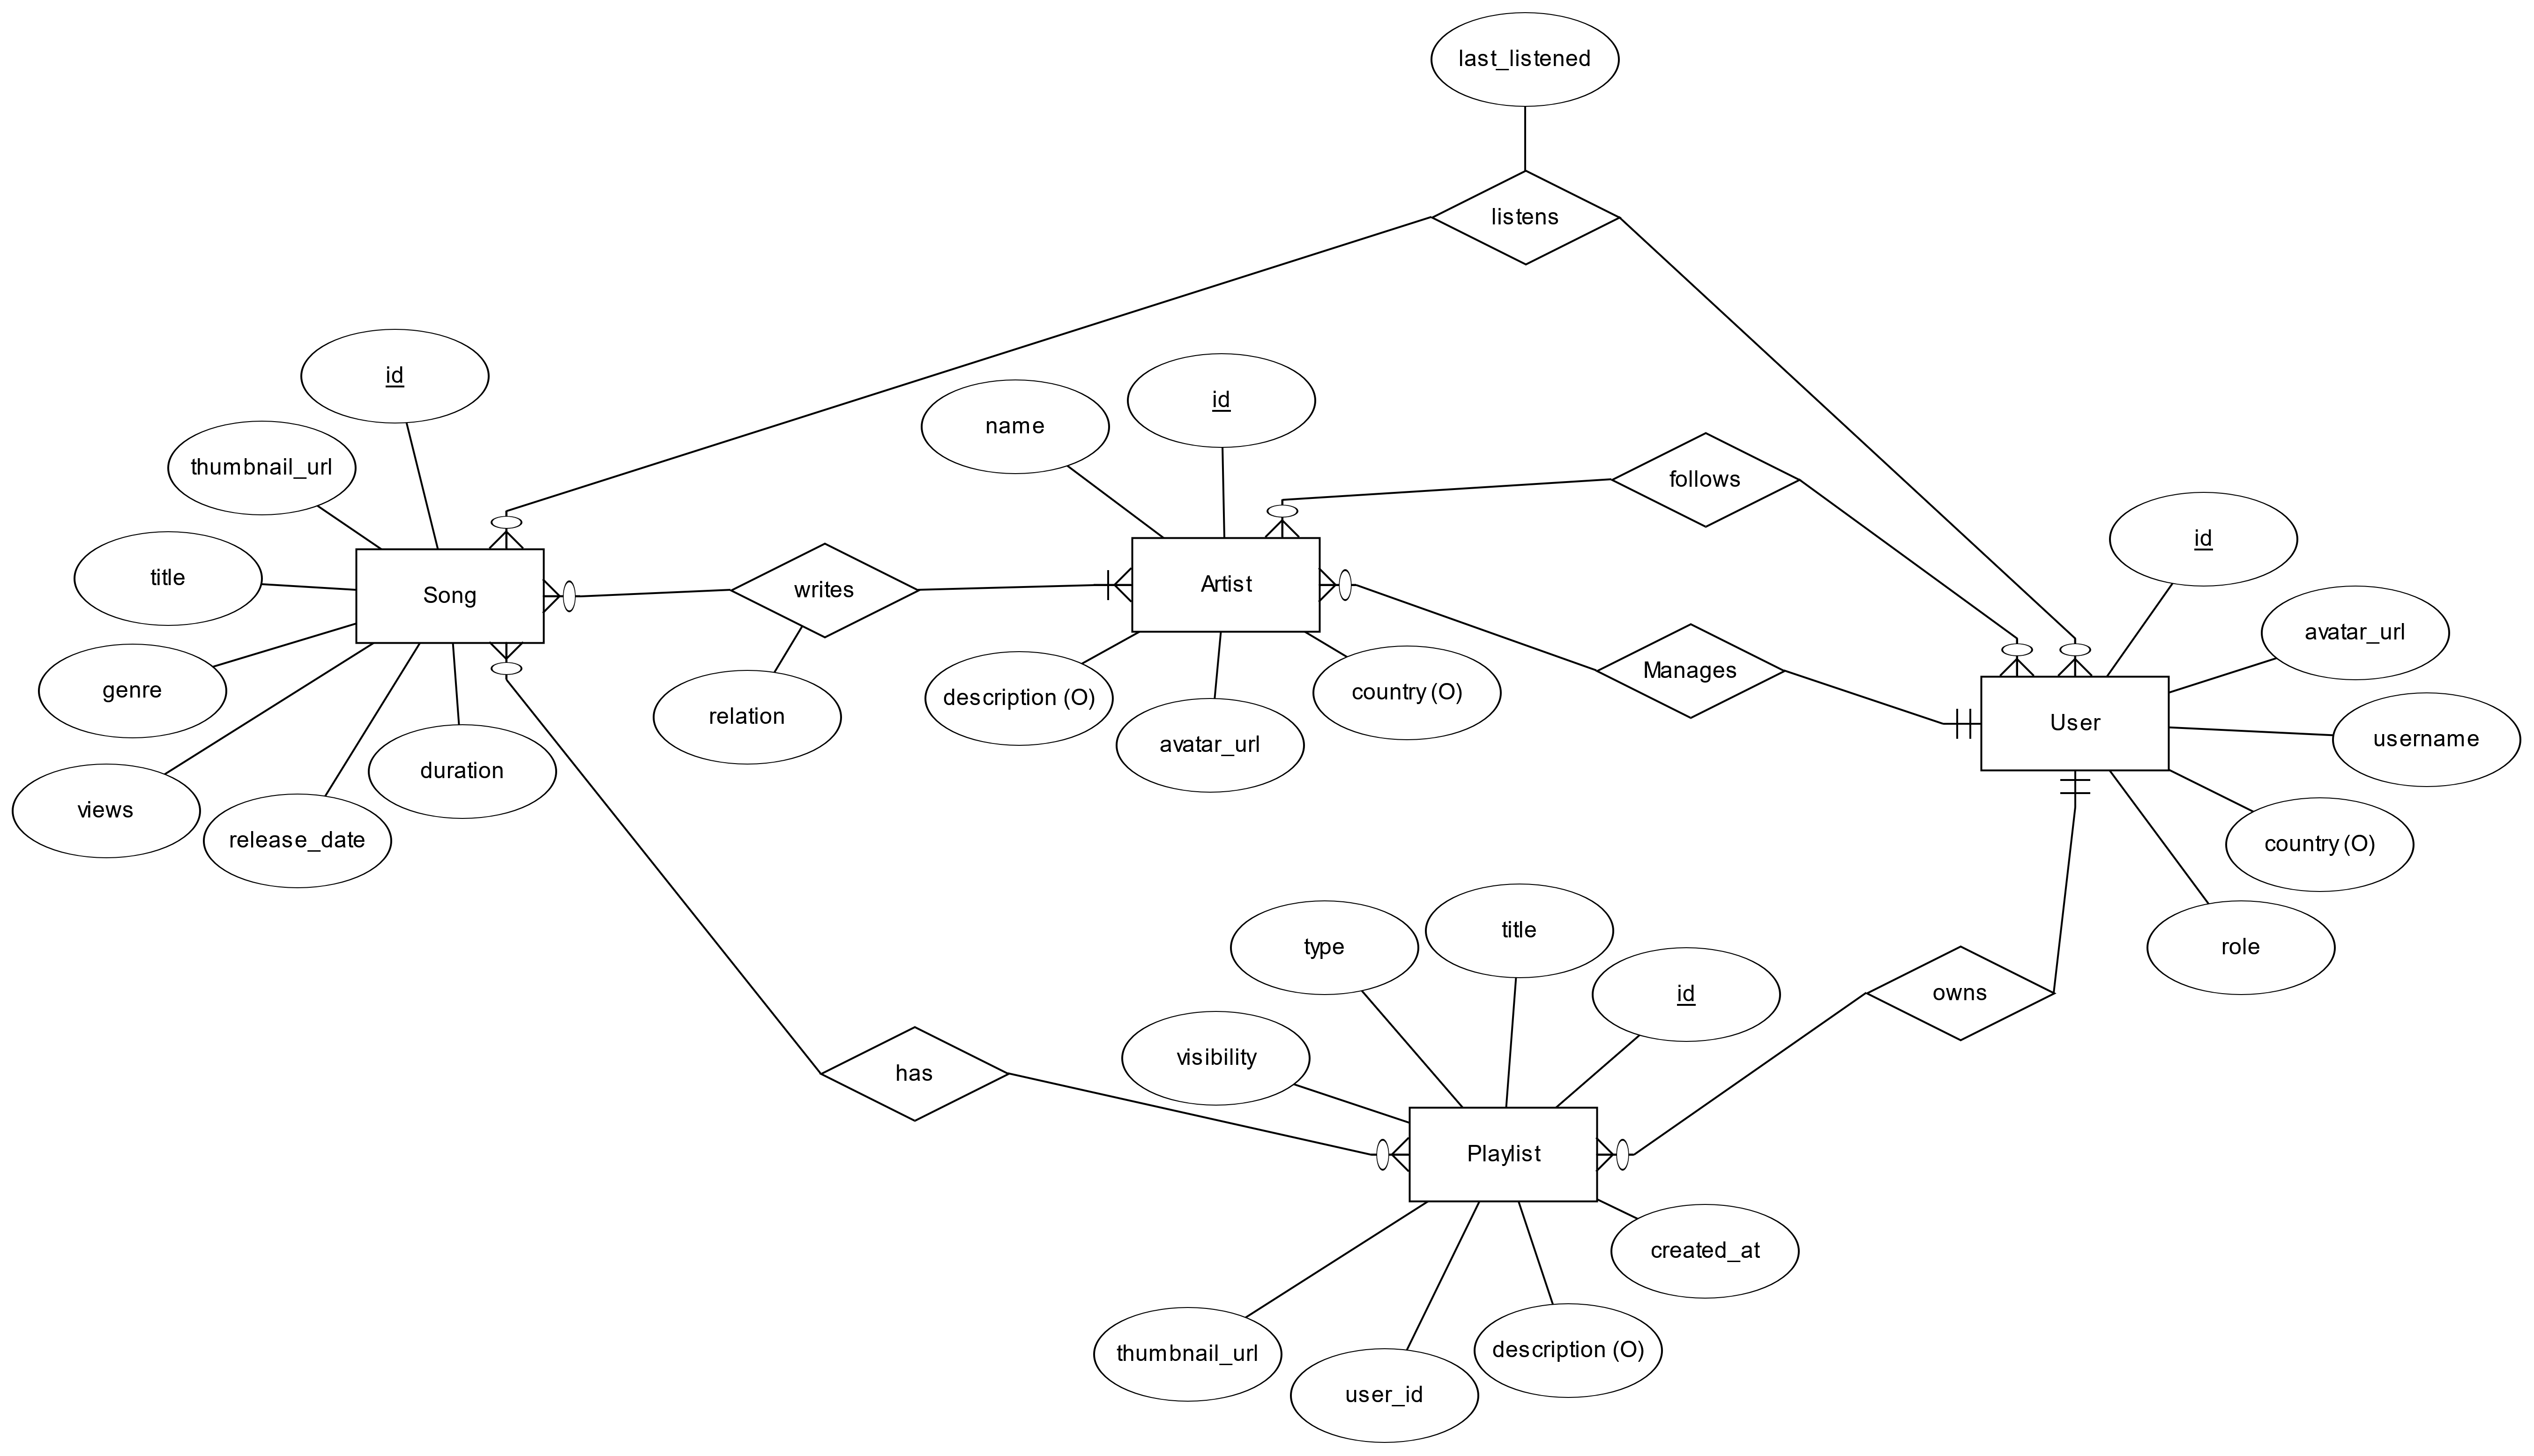 last_listened
listens
id
id
name
thumbnail_url
follows
id
title
Song
writes
Artist
avatar_url
genre
relation
description (O)
avatar_url
country (O)
Manages
User
username
views
release_date
duration
country (O)
role
type
title
id
owns
visibility
has
Playlist
created_at
thumbnail_url
user_id
description (O)